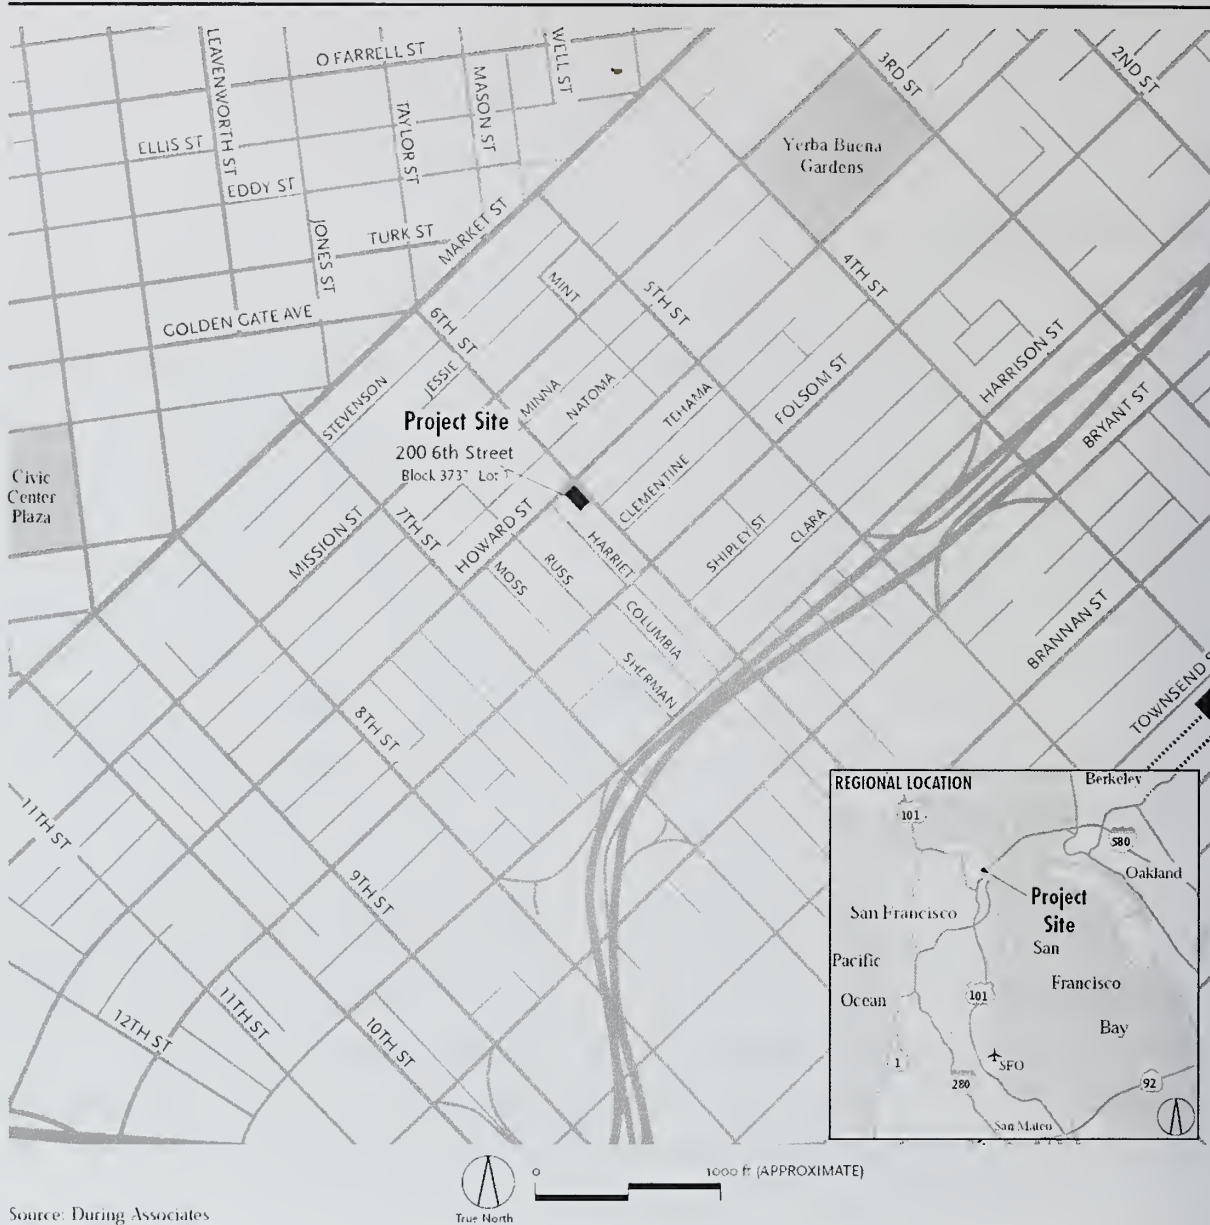 O FARRELL ST
LEAVENWORTH ST
MASON ST
WELL ST
TAYLOR ST
3RD ST
2ND ST
ELLIS ST
EDDY ST
Yerba Buena
Gardens
JONES ST
TURK ST
MARKET ST
GOLDEN GATE AVE
MINT
5TH ST
4TH ST
6TH ST
STEVENSON
JESSIE
MINNA
NATOMA
TEHAMA
FOLSOM ST
HARRISON ST
BRYANT ST
Project Site
200 6th Street
Block 373 Lot
Civic
Center
Plaza
MISSION ST
7TH ST
HOWARD ST
CLEMENTINE
HARRIET
SHIPLEY ST
CLARA
MOSS
RUSS
COLUMBIA
SHERMAN
BRANNAN ST
TOWNSEND S
8TH ST
11TH ST
9TH ST
12TH ST
11TH ST
10TH ST
REGIONAL LOCATION
Berkeley
101
580
Oakland
Project
Site
San Francisco
San
Francisco
Bay
Pacific
Ocean
101
1
280
SFO
92
San Mateo
0 1000 ft (APPROXIMATE)
True North
Source: During Associates